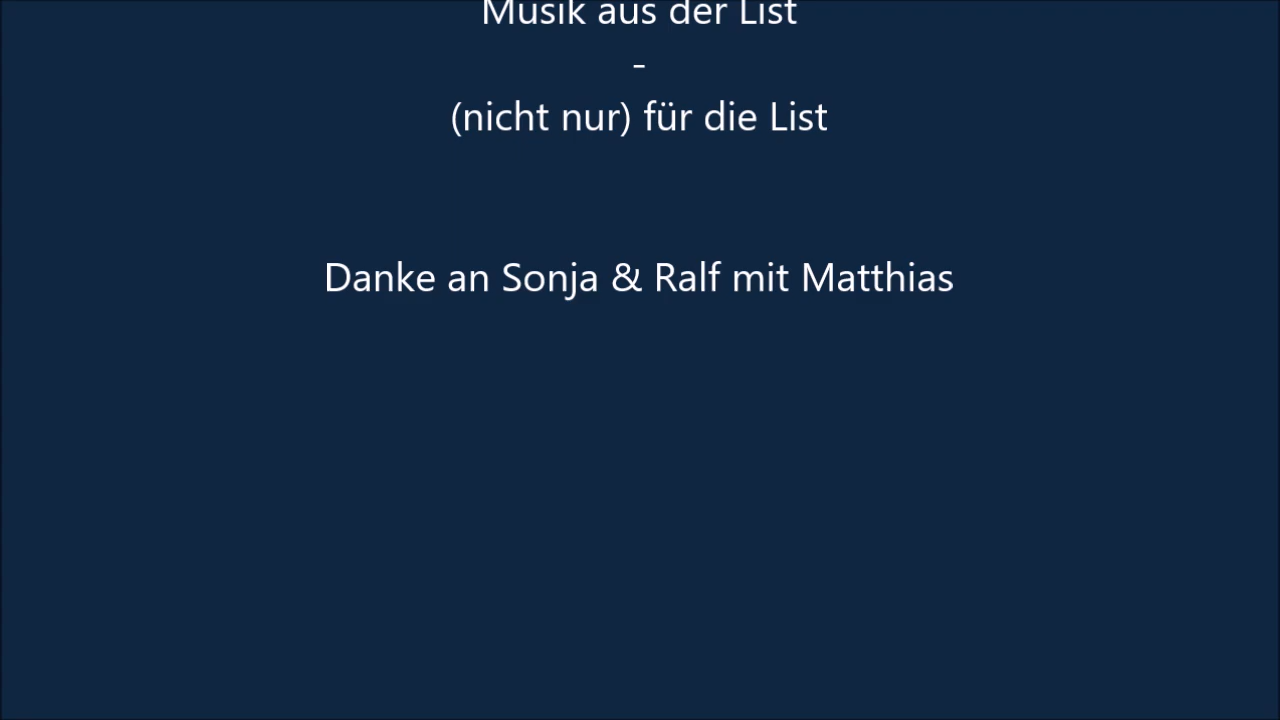 Musik aus der List
-
(nicht nur) für die List
Danke an Sonja & Ralf mit Matthias